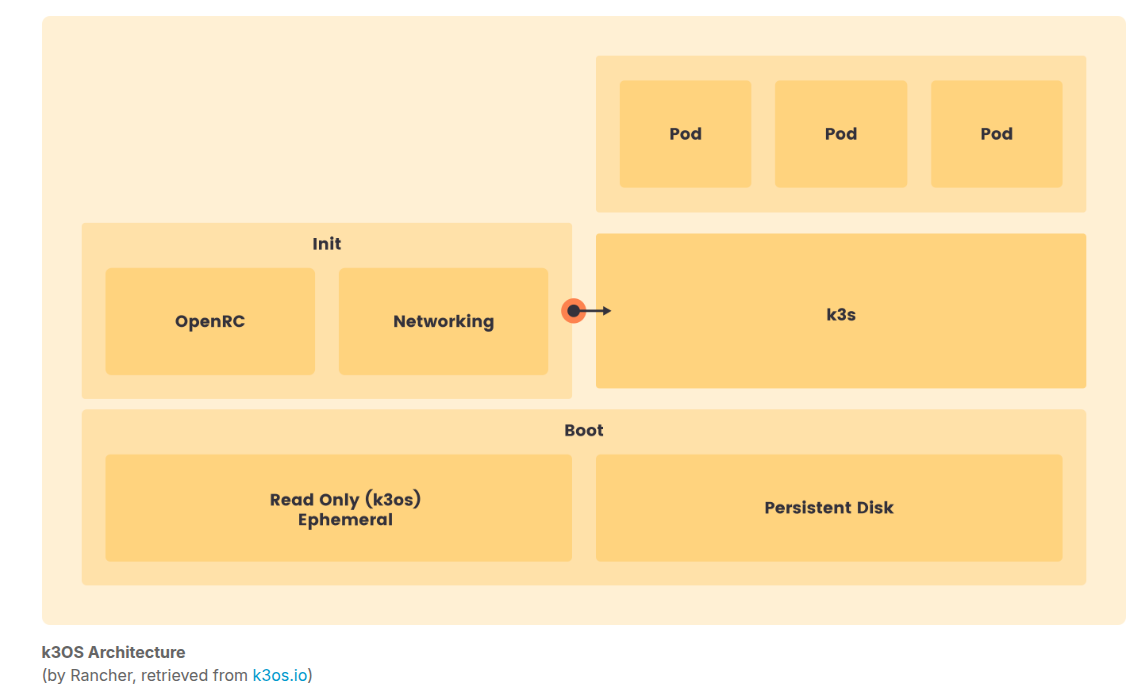 Pod
Pod
Pod
Init
OpenRC
Networking
k3s
Boot
Read Only (k3os)
Ephemeral
Persistent Disk
k3OS Architecture
(by Rancher, retrieved from k3os.io)